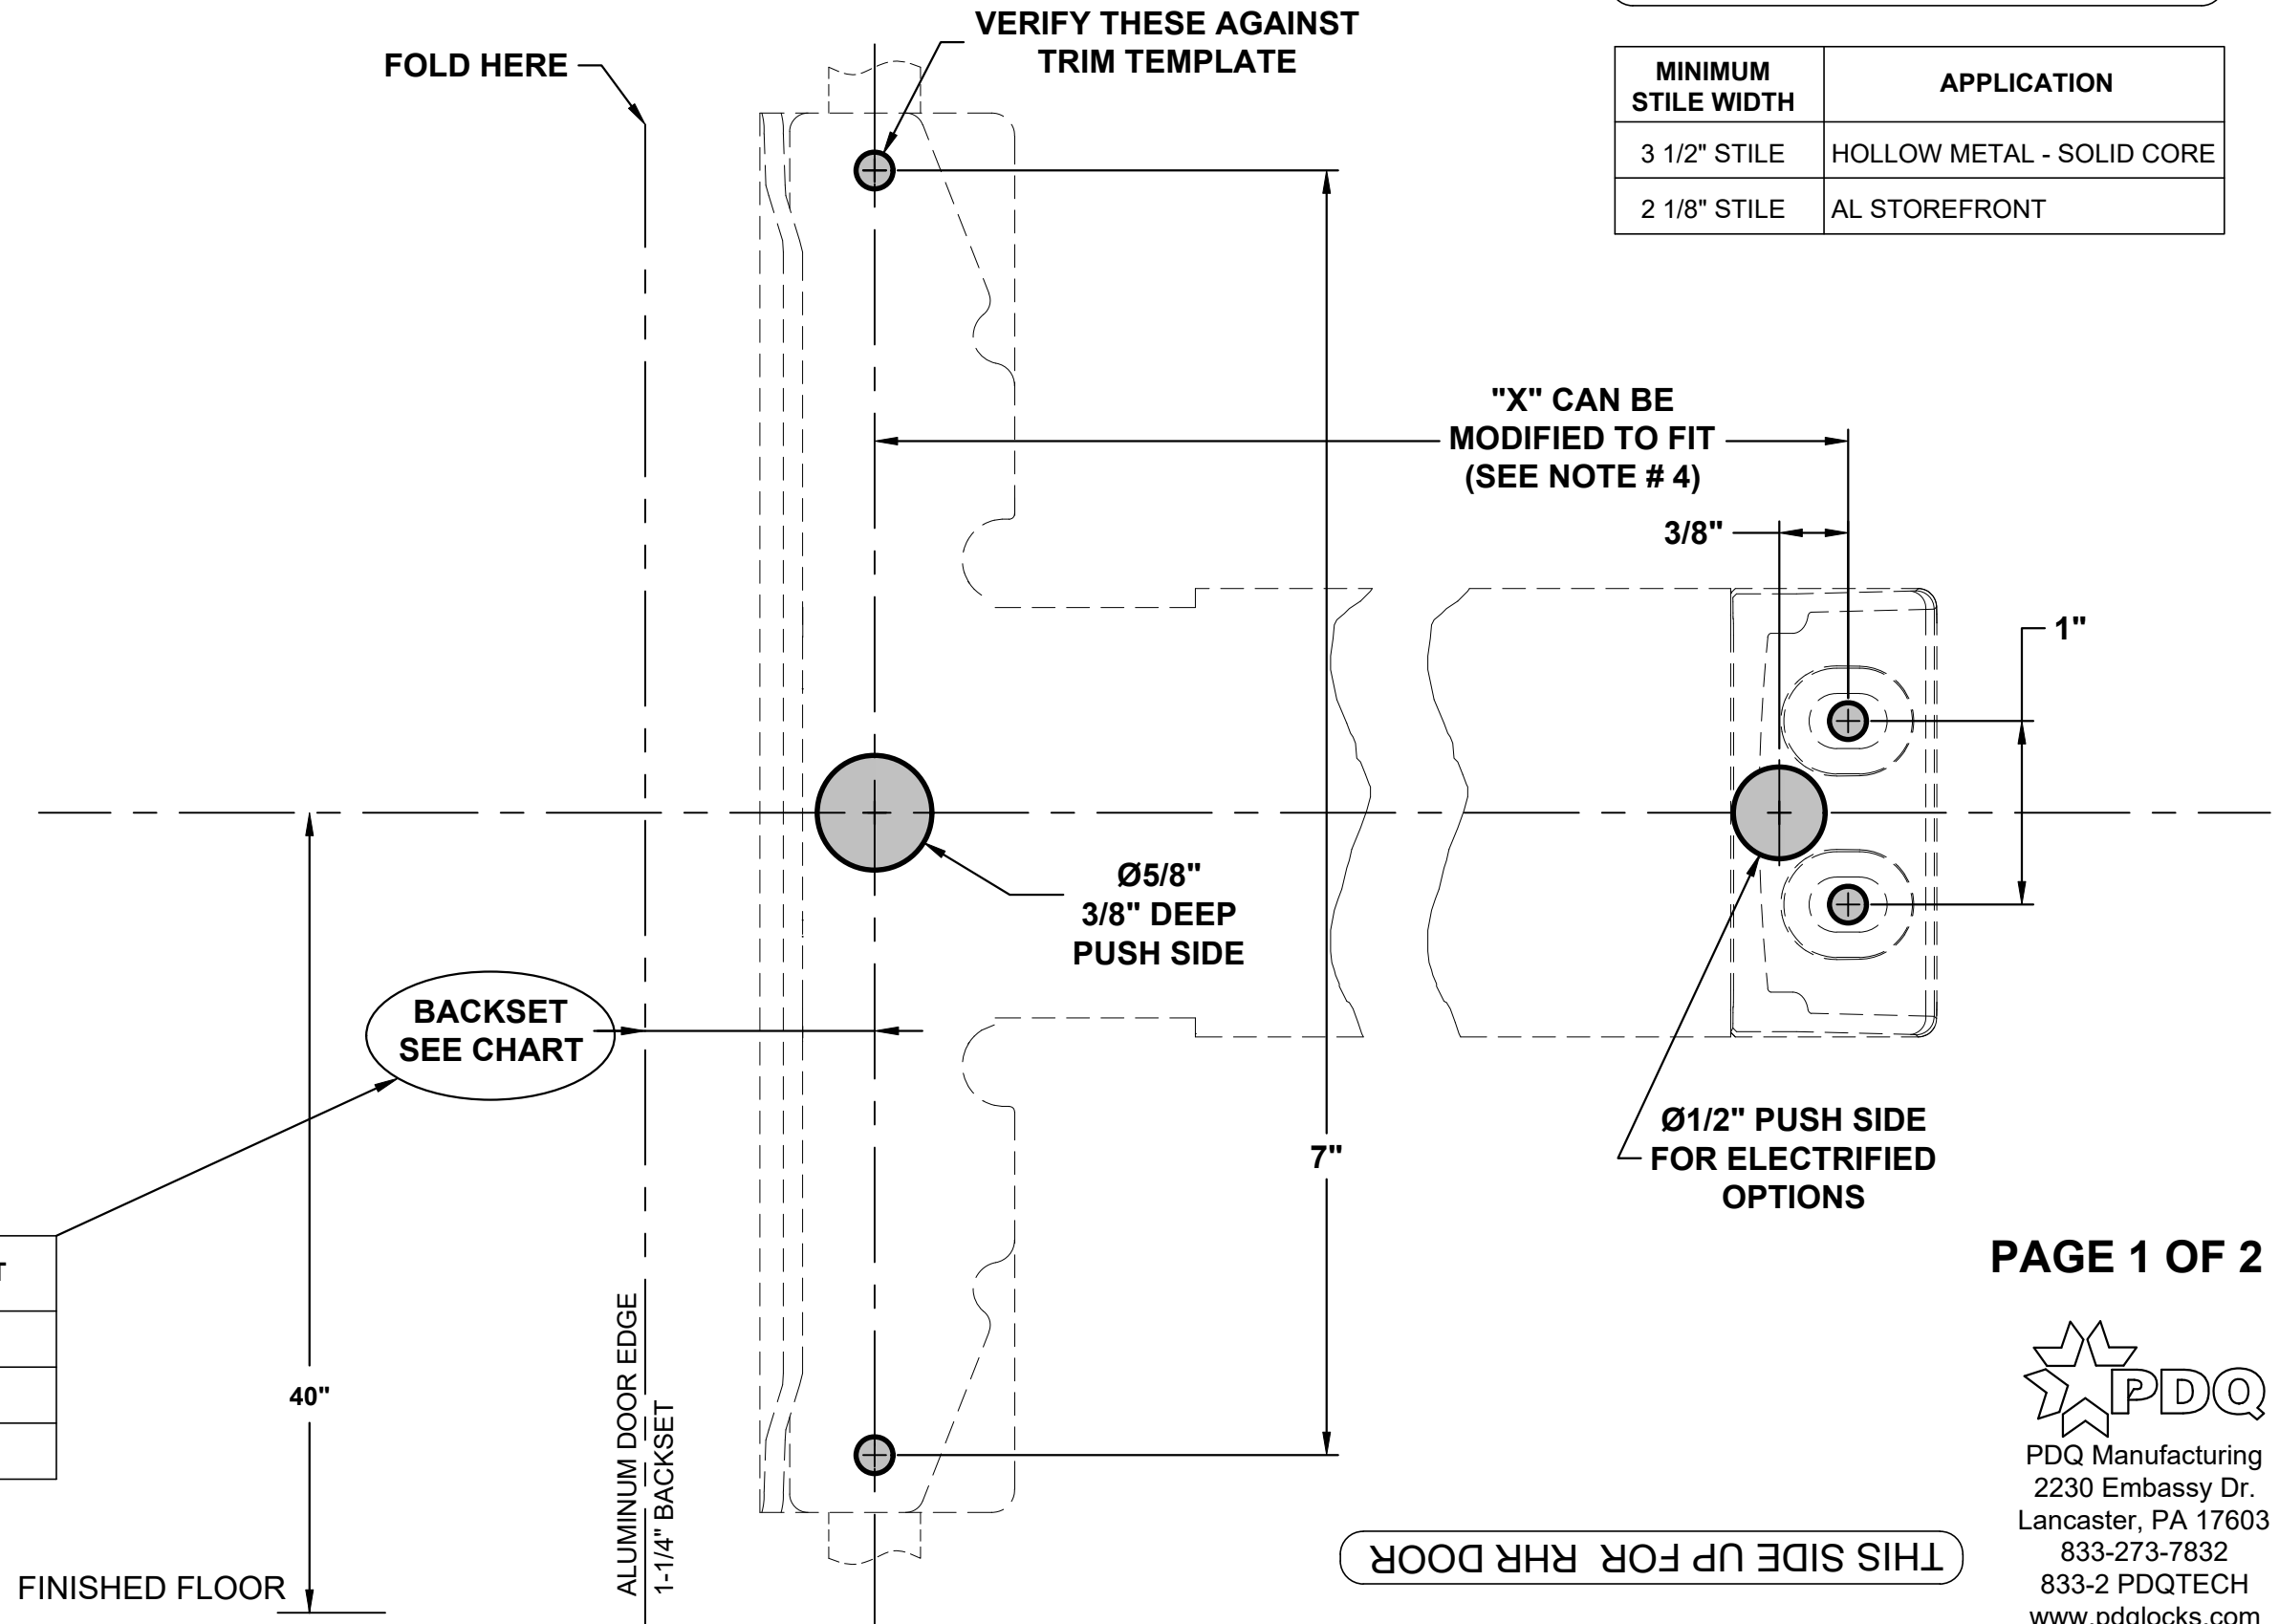 VERIFY THESE AGAINST
TRIM TEMPLATE
FOLD HERE
MINIMUM
STILE WIDTH
APPLICATION
3 1/2" STILE
HOLLOW METAL - SOLID CORE
2 1/8" STILE
AL STOREFRONT
"X" CAN BE
MODIFIED TO FIT
(SEE NOTE # 4)
3/8"
1"
Ø5/8"
3/8" DEEP
PUSH SIDE
BACKSET
SEE CHART
7"
Ø1/2" PUSH SIDE
FOR ELECTRIFIED
OPTIONS
PAGE 1 OF 2
40"
ALUMINUM DOOR EDGE
1-1/4" BACKSET
FINISHED FLOOR
THIS SIDE UP FOR RHR DOOR
PDQ
PDQ Manufacturing
2230 Embassy Dr.
Lancaster, PA 17603
833-273-7832
833-2 PDQTECH
www.pdqlocks.com